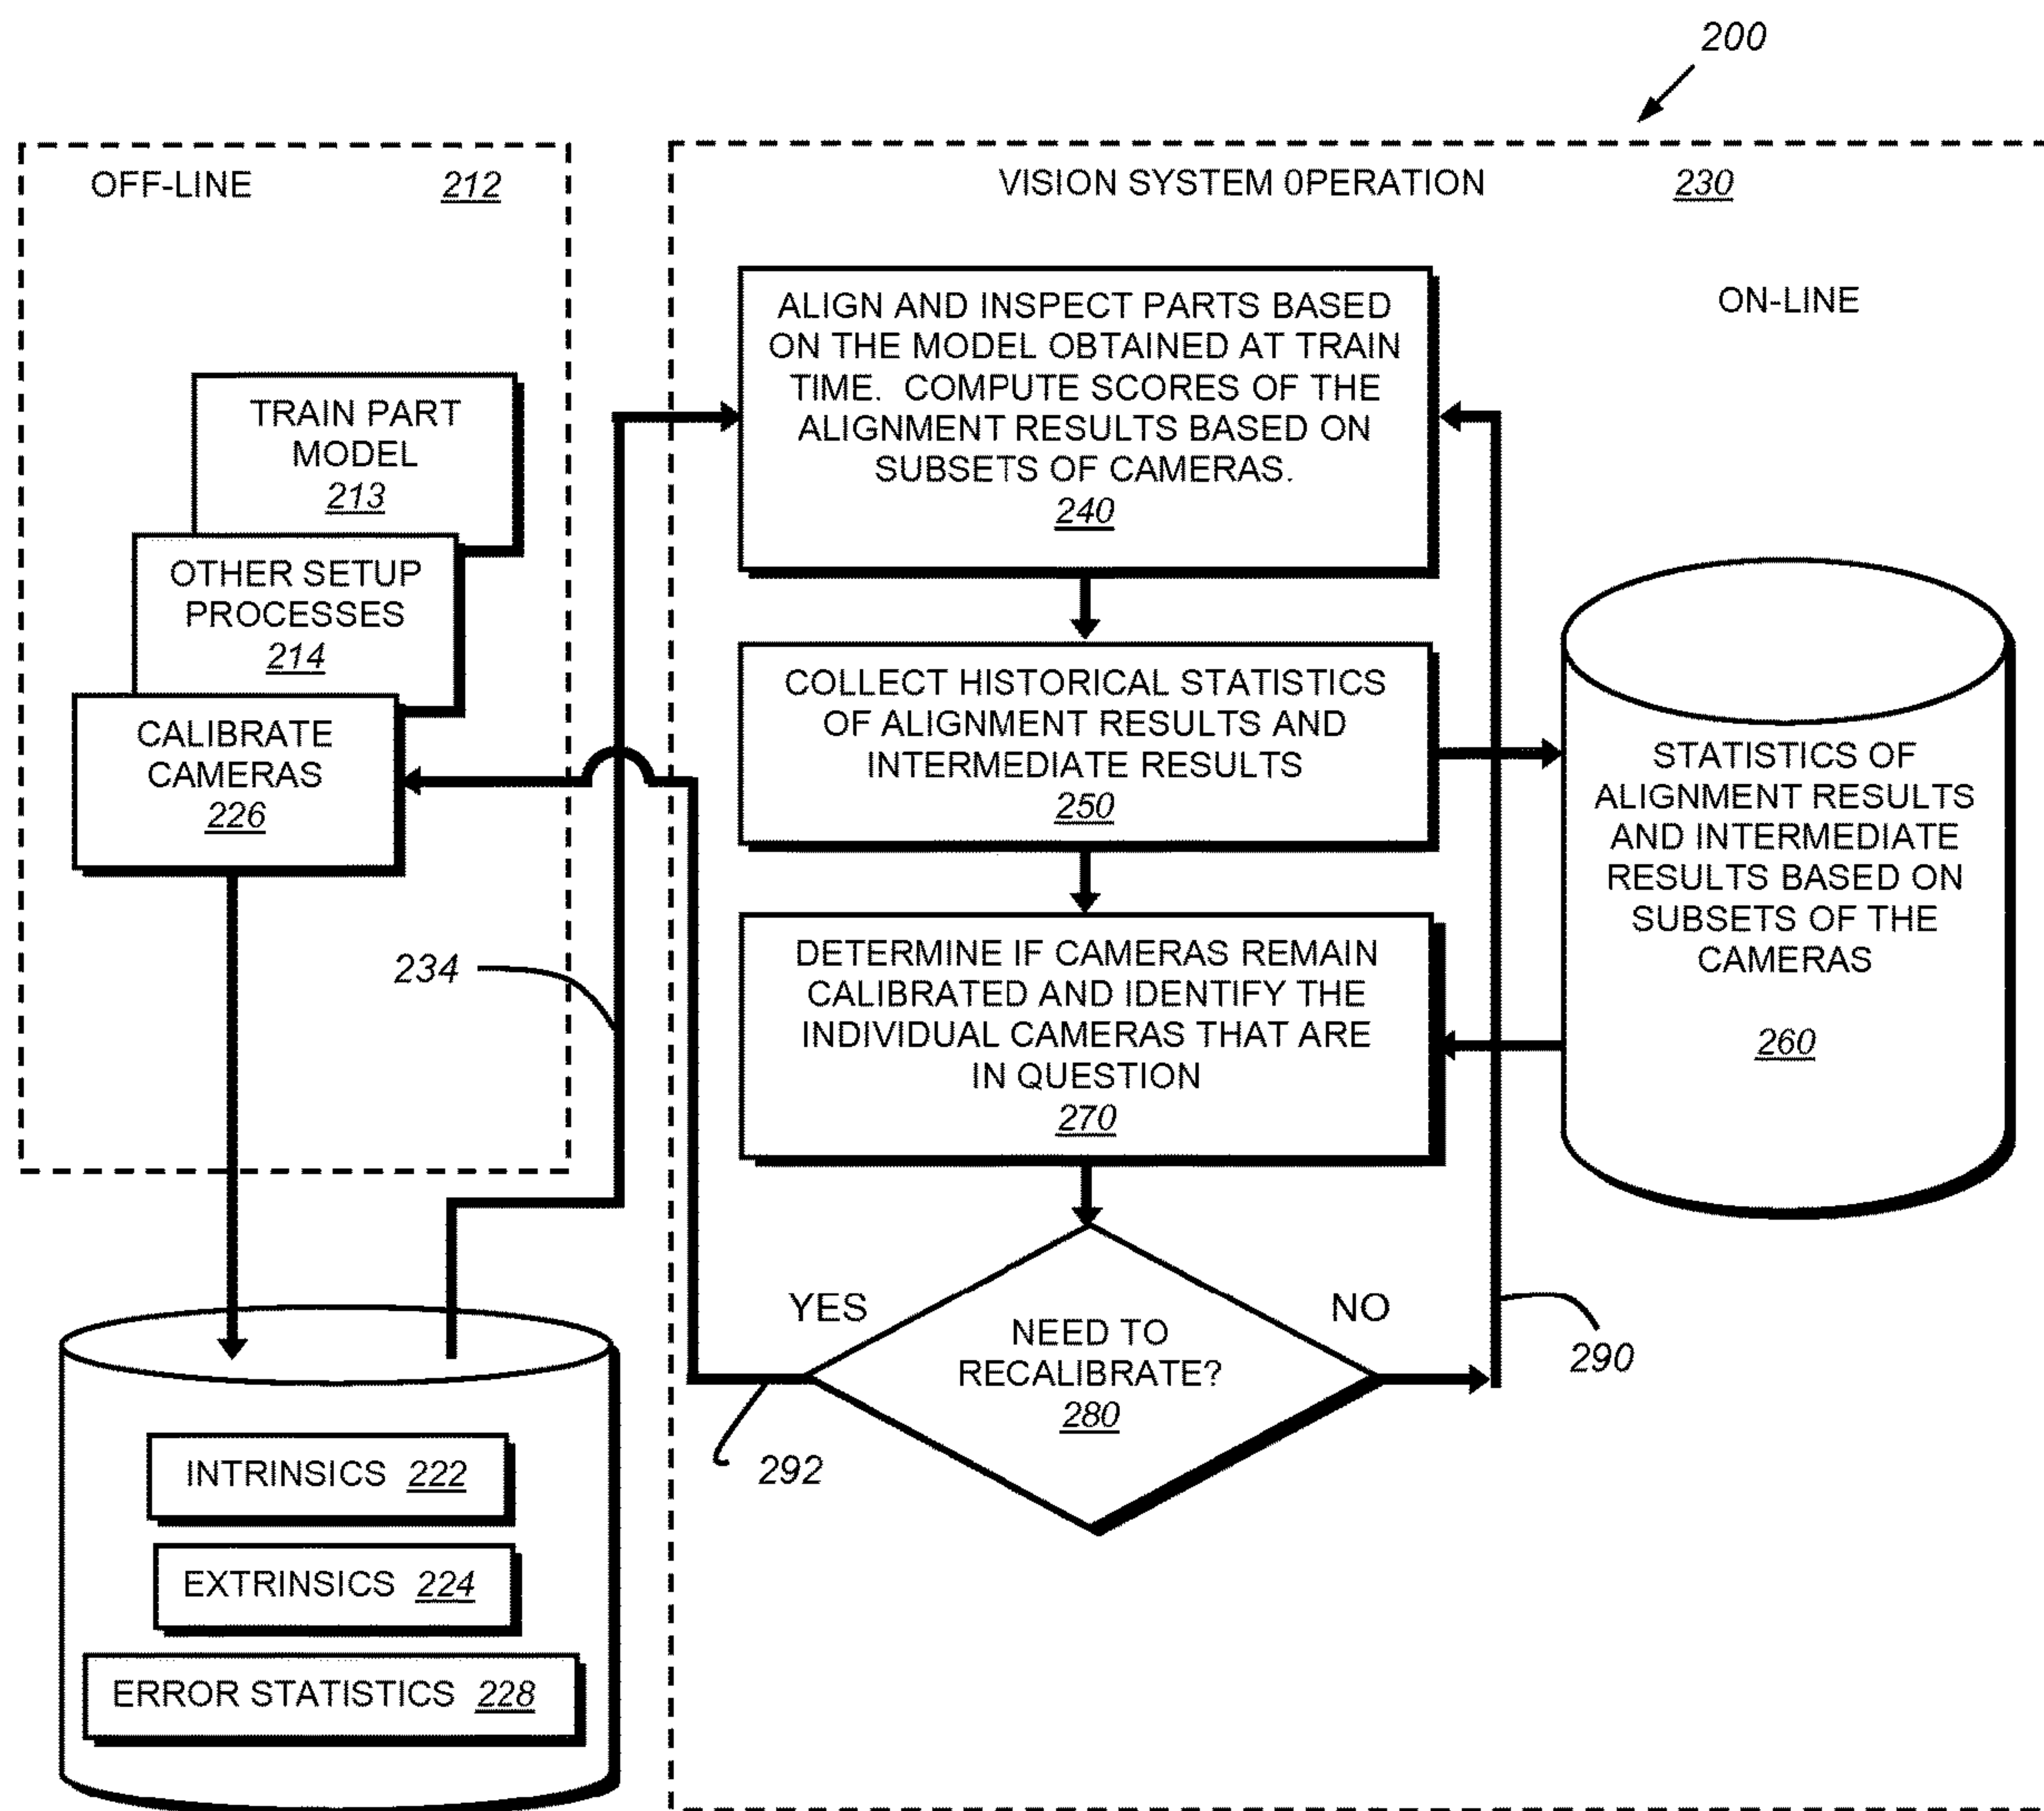 200
OFF-LINE 212
TRAIN PART
MODEL
213
OTHER SETUP
PROCESSES
214
CALIBRATE
CAMERAS
226
234
INTRINSICS 222
EXTRINSICS 224
ERROR STATISTICS 228
VISION SYSTEM 0PERATION 230
ON-LINE
ALIGN AND INSPECT PARTS BASED
ON THE MODEL OBTAINED AT TRAIN
TIME. COMPUTE SCORES OF THE
ALIGNMENT RESULTS BASED ON
SUBSETS OF CAMERAS.
240
COLLECT HISTORICAL STATISTICS
OF ALIGNMENT RESULTS AND
INTERMEDIATE RESULTS
250
STATISTICS OF
ALIGNMENT RESULTS
AND INTERMEDIATE
RESULTS BASED ON
SUBSETS OF THE
CAMERAS
260
DETERMINE IF CAMERAS REMAIN
CALIBRATED AND IDENTIFY THE
INDIVIDUAL CAMERAS THAT ARE
IN QUESTION
270
YES
NO
NEED TO
RECALIBRATE?
280
290
292